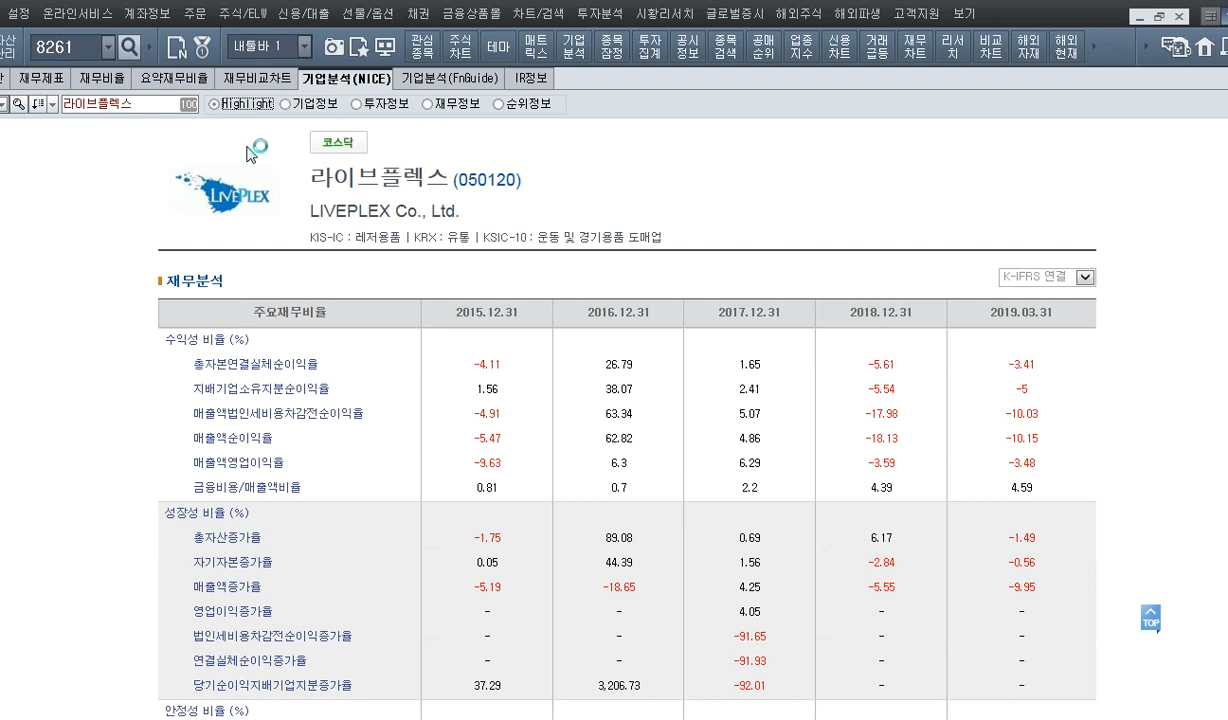 설정 온라인서비스 계좌정보 주문 주식/ELW 신용/대출 선물/옵션 채권 금융상품몰 차트/검색 투자분석 시황리서치 글로벌증시 해외주식 해외파생 고객지원 보기
자산관리 8261 내툴바 1 관심종목 주식차트 테마 매트릭스 기업분석 종목잠정 투자집계 공시정보 종목검색 공매순위 업종지수 신용차트 거래급등 재무차트 리서치 비교차트 해외자재 해외현재
재무제표 재무비율 요약재무비율 재무비교차트 기업분석(NICE) 기업분석(FnGuide) IR정보
라이브플렉스 100 Highlight 기업정보 투자정보 재무정보 순위정보
코스닥
라이브플렉스 (050120)
LIVEPLEX
LIVEPLEX Co., Ltd.
KIS-IC : 레저용품 | KRX : 유통 | KSIC-10 : 운동 및 경기용품 도매업
재무분석 K-IFRS 연결
주요재무비율 2015.12.31 2016.12.31 2017.12.31 2018.12.31 2019.03.31
수익성 비율 (%)
총자본연결실체순이익율 -4.11 26.79 1.65 -5.61 -3.41
지배기업소유지분순이익율 1.56 38.07 2.41 -5.54 -5
매출액법인세비용차감전순이익율 -4.91 63.34 5.07 -17.98 -10.03
매출액순이익율 -5.47 62.82 4.86 -18.13 -10.15
매출액영업이익율 -9.63 6.3 6.29 -3.59 -3.48
금융비용/매출액비율 0.81 0.7 2.2 4.39 4.59
성장성 비율 (%)
총자산증가율 -1.75 89.08 0.69 6.17 -1.49
자기자본증가율 0.05 44.39 1.56 -2.84 -0.56
매출액증가율 -5.19 -18.65 4.25 -5.55 -9.95
영업이익증가율 - - 4.05 - -
법인세비용차감전순이익증가율 - - -91.65 - -
연결실체순이익증가율 - - -91.93 - -
당기순이익지배기업지분증가율 37.29 3,206.73 -92.01 - -
안정성 비율 (%)
TOP